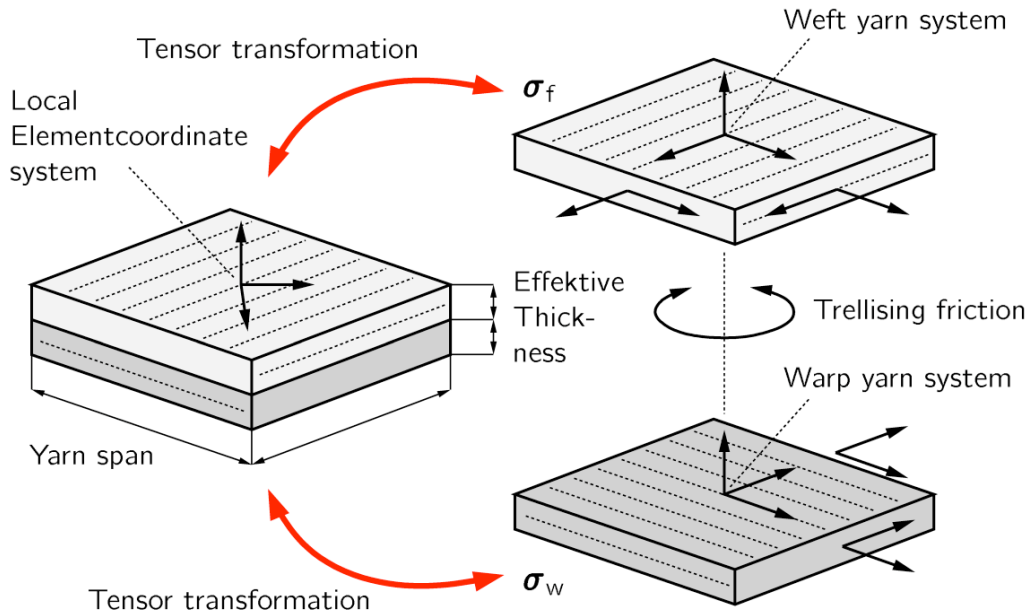 Weft yarn system
Tensor transformation
σf
Local
Elementcoordinate
system
Effektive
Thick-
ness
Trellising friction
Warp yarn system
Yarn span
σw
Tensor transformation